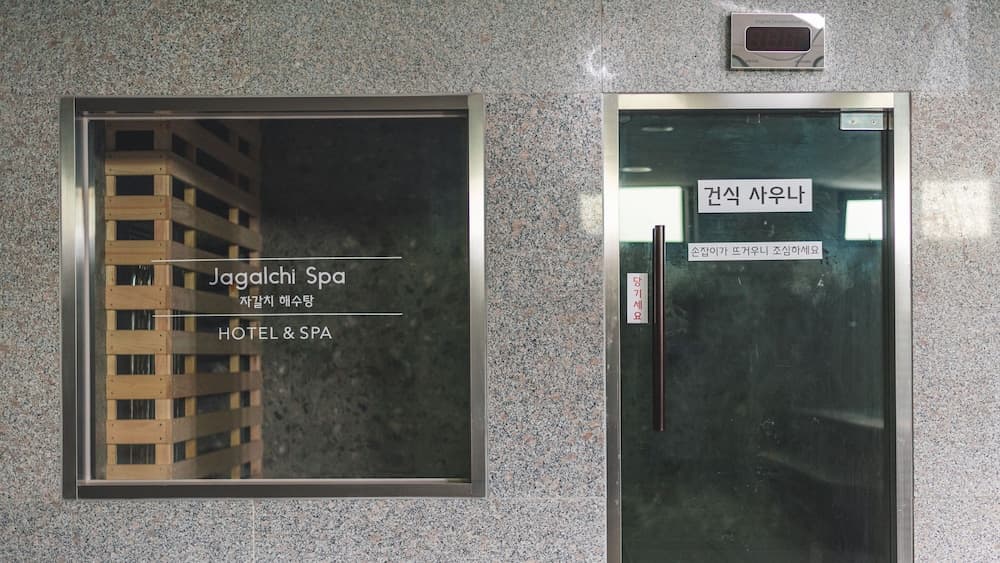 Jagalchi Spa
자갈치 해수탕
HOTEL & SPA
건식 사우나
손잡이가 뜨거우니 조심하세요
당기세요